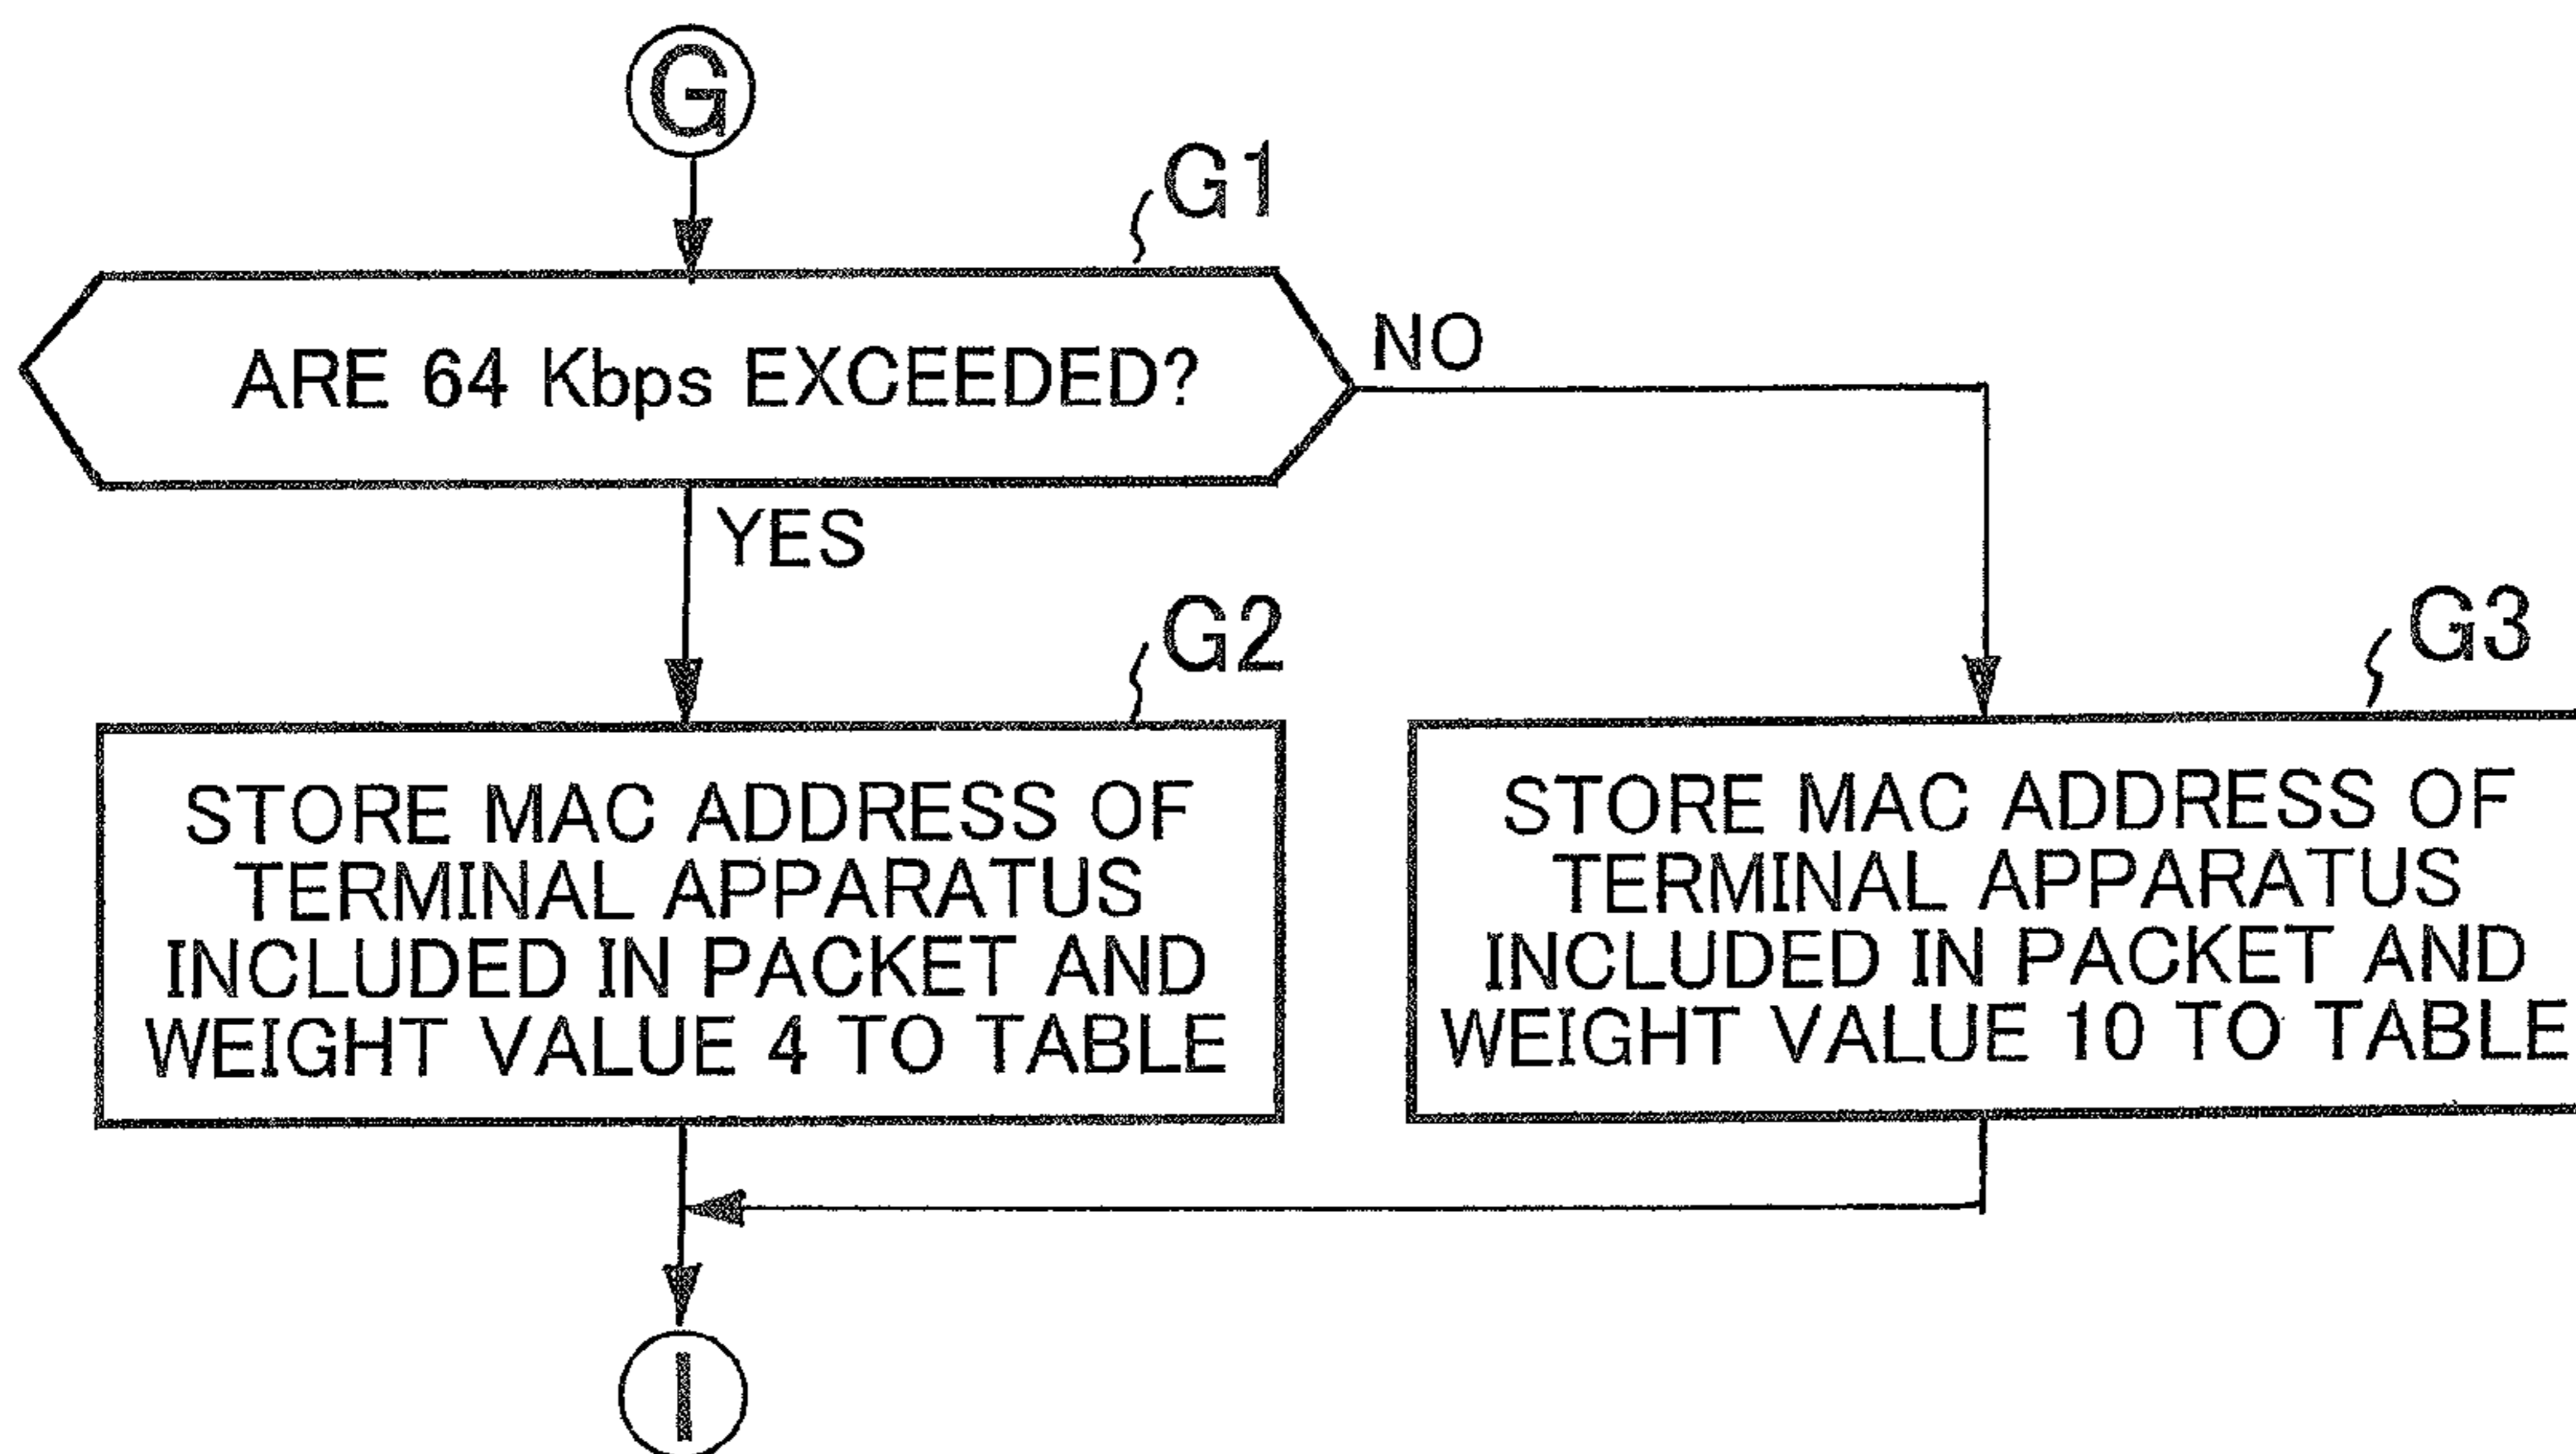 G
G1
ARE 64 Kbps EXCEEDED?
NO
YES
G2
G3
STORE MAC ADDRESS OF
TERMINAL APPARATUS
INCLUDED IN PACKET AND
WEIGHT VALUE 4 TO TABLE
STORE MAC ADDRESS OF
TERMINAL APPARATUS
INCLUDED IN PACKET AND
WEIGHT VALUE 10 TO TABLE
I